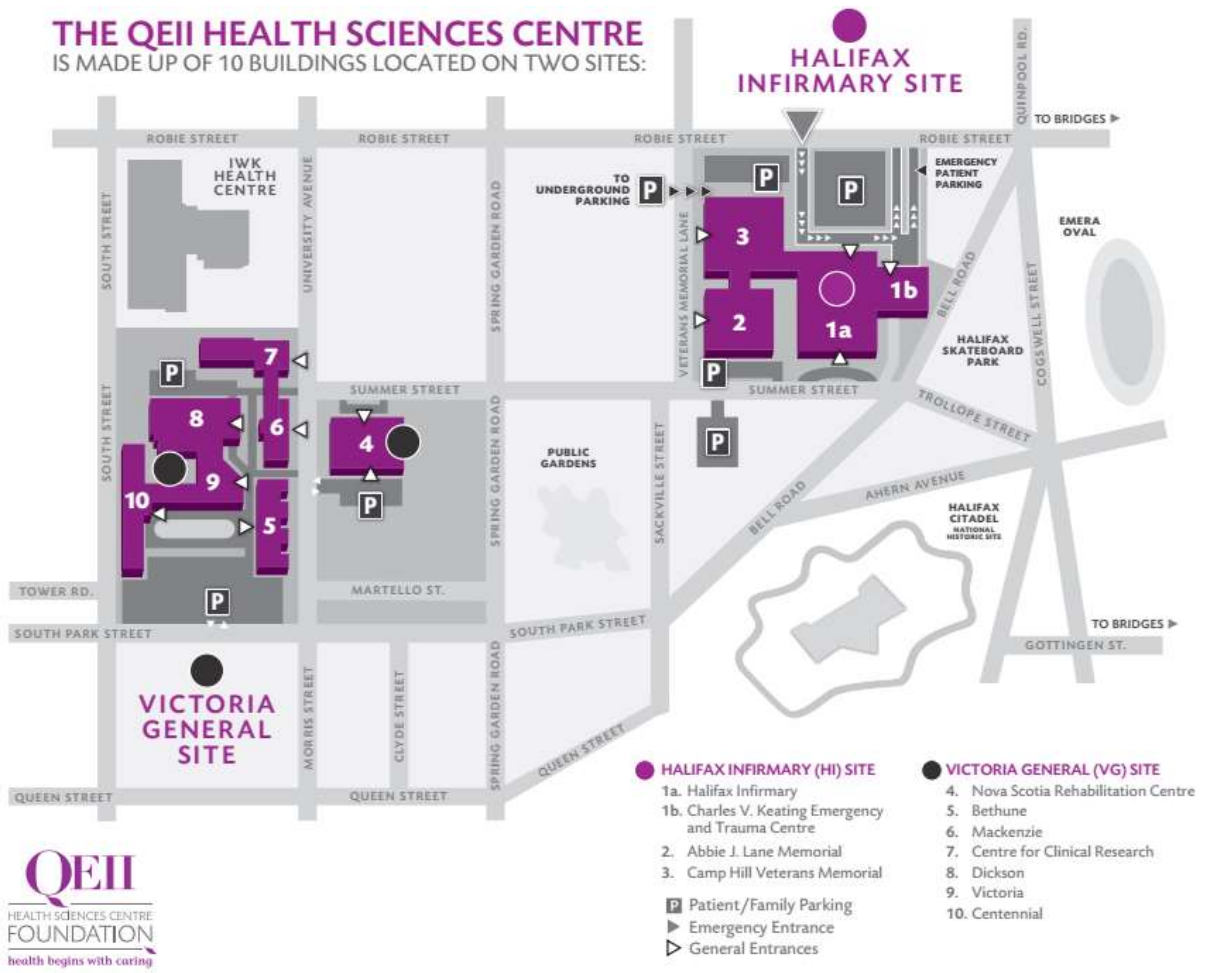 THE QEII HEALTH SCIENCES CENTRE
IS MADE UP OF 10 BUILDINGS LOCATED ON TWO SITES:
HALIFAX
INFIRMARY SITE
QUINPOOL RD.
TO BRIDGES ▶
ROBIE STREET
ROBIE STREET
ROBIE STREET
ROBIE STREET
IWK
HEALTH
CENTRE
SOUTH STREET
UNIVERSITY AVENUE
SPRING GARDEN ROAD
TO
UNDERGROUND
PARKING
P
P
P
EMERGENCY
PATIENT
PARKING
EMERA
OVAL
VETERANS MEMORIAL LANE
3
1b
2
1a
BELL ROAD
COGSWELL STREET
HALIFAX
SKATEBOARD
PARK
P
7
P
SUMMER STREET
SUMMER STREET
TROLLOPE STREET
SOUTH STREET
8
6
4
SPRING GARDEN ROAD
PUBLIC
GARDENS
SACKVILLE STREET
P
10
9
5
P
BELL ROAD
AHERN AVENUE
HALIFAX
CITADEL
NATIONAL
HISTORIC SITE
TOWER RD.
P
MARTELLO ST.
SOUTH PARK STREET
SOUTH PARK STREET
TO BRIDGES ▶
GOTTINGEN ST.
VICTORIA
GENERAL
SITE
MORRIS STREET
CLYDE STREET
SPRING GARDEN ROAD
QUEEN STREET
QUEEN STREET
QUEEN STREET
HALIFAX INFIRMARY (HI) SITE
1a. Halifax Infirmary
1b. Charles V. Keating Emergency
and Trauma Centre
2. Abbie J. Lane Memorial
3. Camp Hill Veterans Memorial
P Patient/Family Parking
▶ Emergency Entrance
▷ General Entrances
VICTORIA GENERAL (VG) SITE
4. Nova Scotia Rehabilitation Centre
5. Bethune
6. Mackenzie
7. Centre for Clinical Research
8. Dickson
9. Victoria
10. Centennial
QEII
HEALTH SCIENCES CENTRE
FOUNDATION
health begins with caring